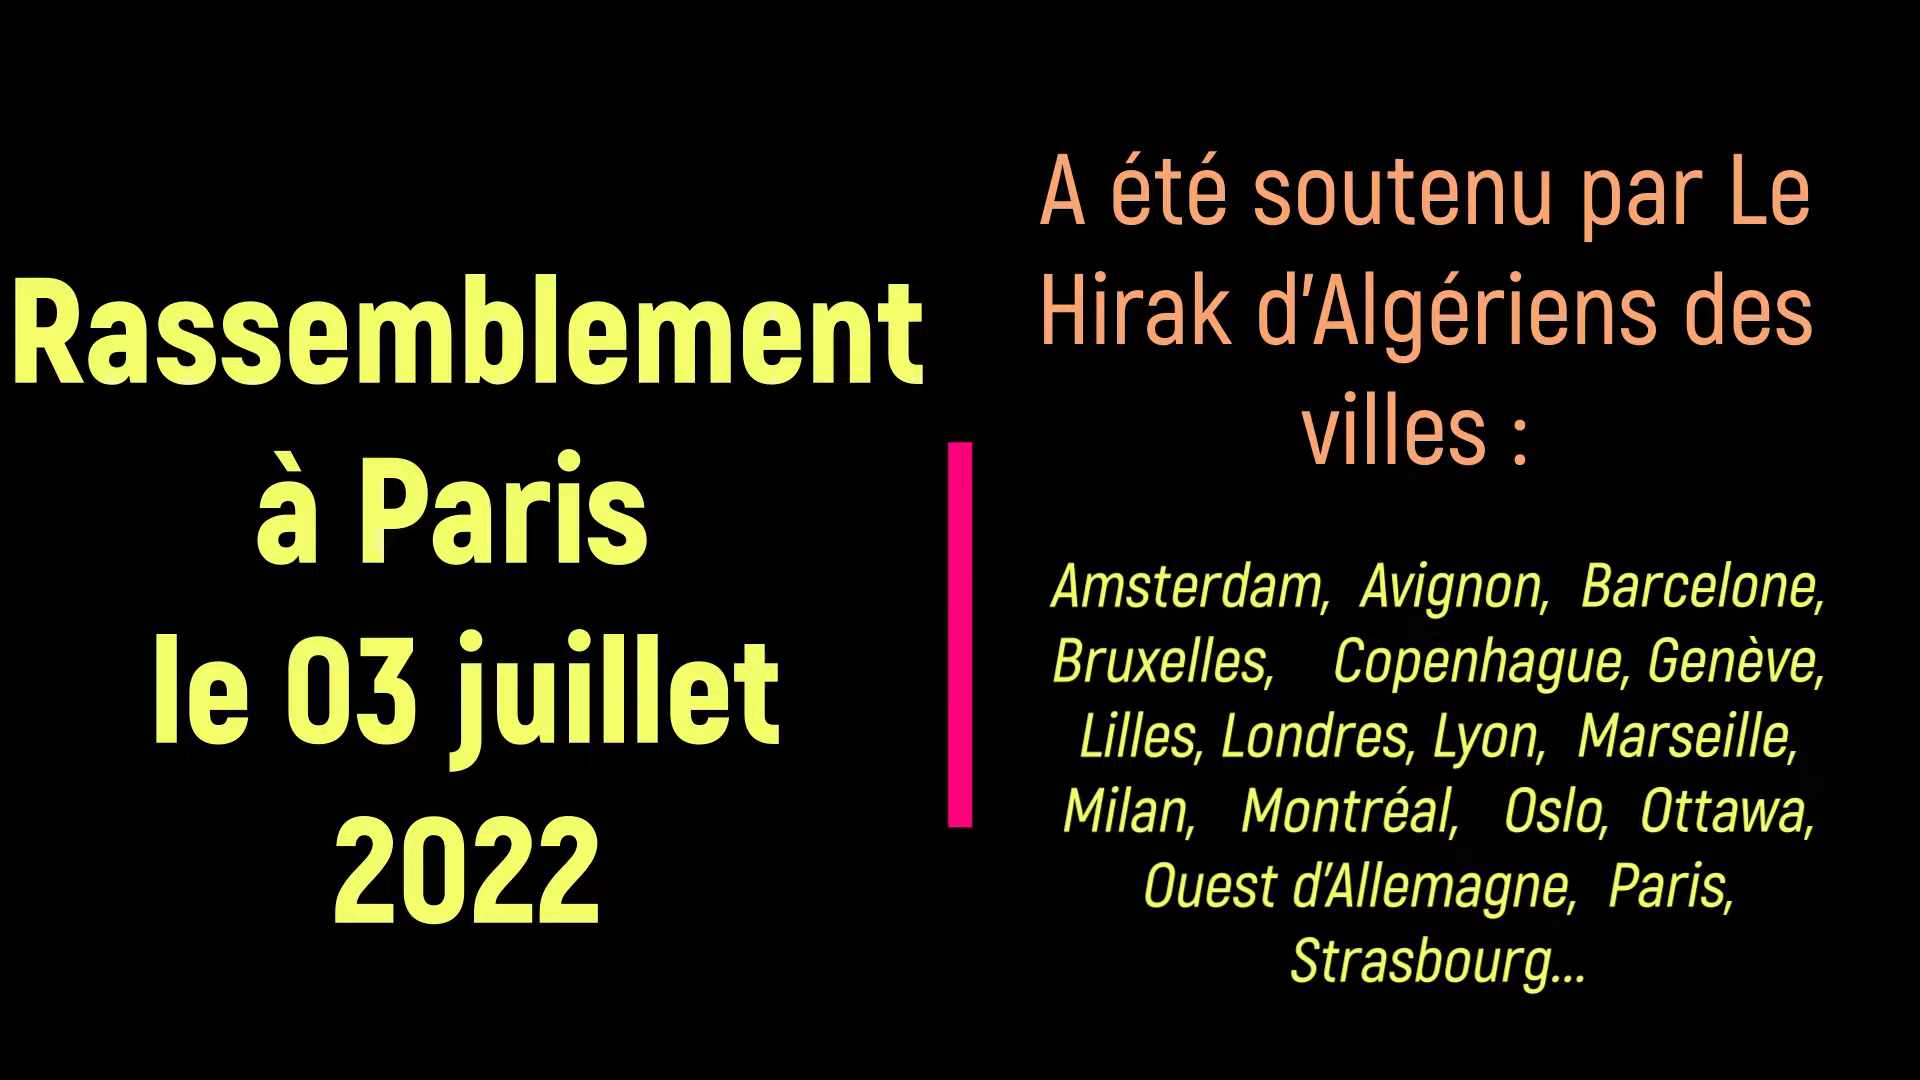 Rassemblement
à Paris
le 03 juillet
2022
A été soutenu par Le
Hirak d'Algériens des
villes :
Amsterdam, Avignon, Barcelone,
Bruxelles, Copenhague, Genève,
Lilles, Londres, Lyon, Marseille,
Milan, Montréal, Oslo, Ottawa,
Ouest d'Allemagne, Paris,
Strasbourg...